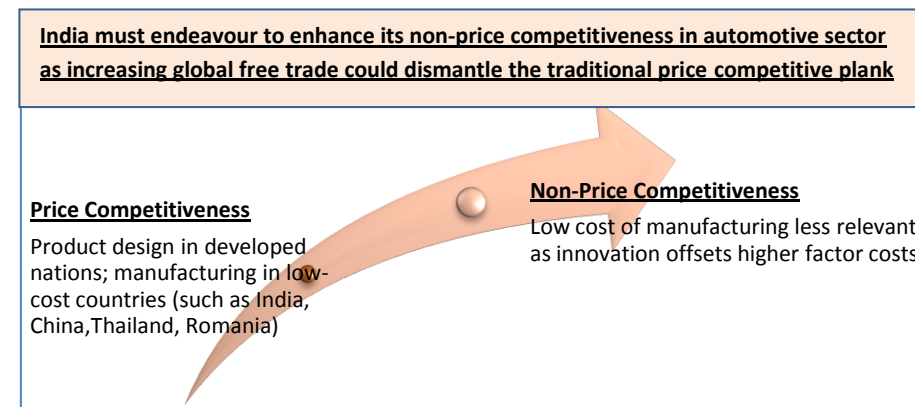 India must endeavour to enhance its non-price competitiveness in automotive sector
as increasing global free trade could dismantle the traditional price competitive plank
Price Competitiveness
Product design in developed
nations; manufacturing in low-
cost countries (such as India,
China,Thailand, Romania)
Non-Price Competitiveness
Low cost of manufacturing less relevant
as innovation offsets higher factor costs